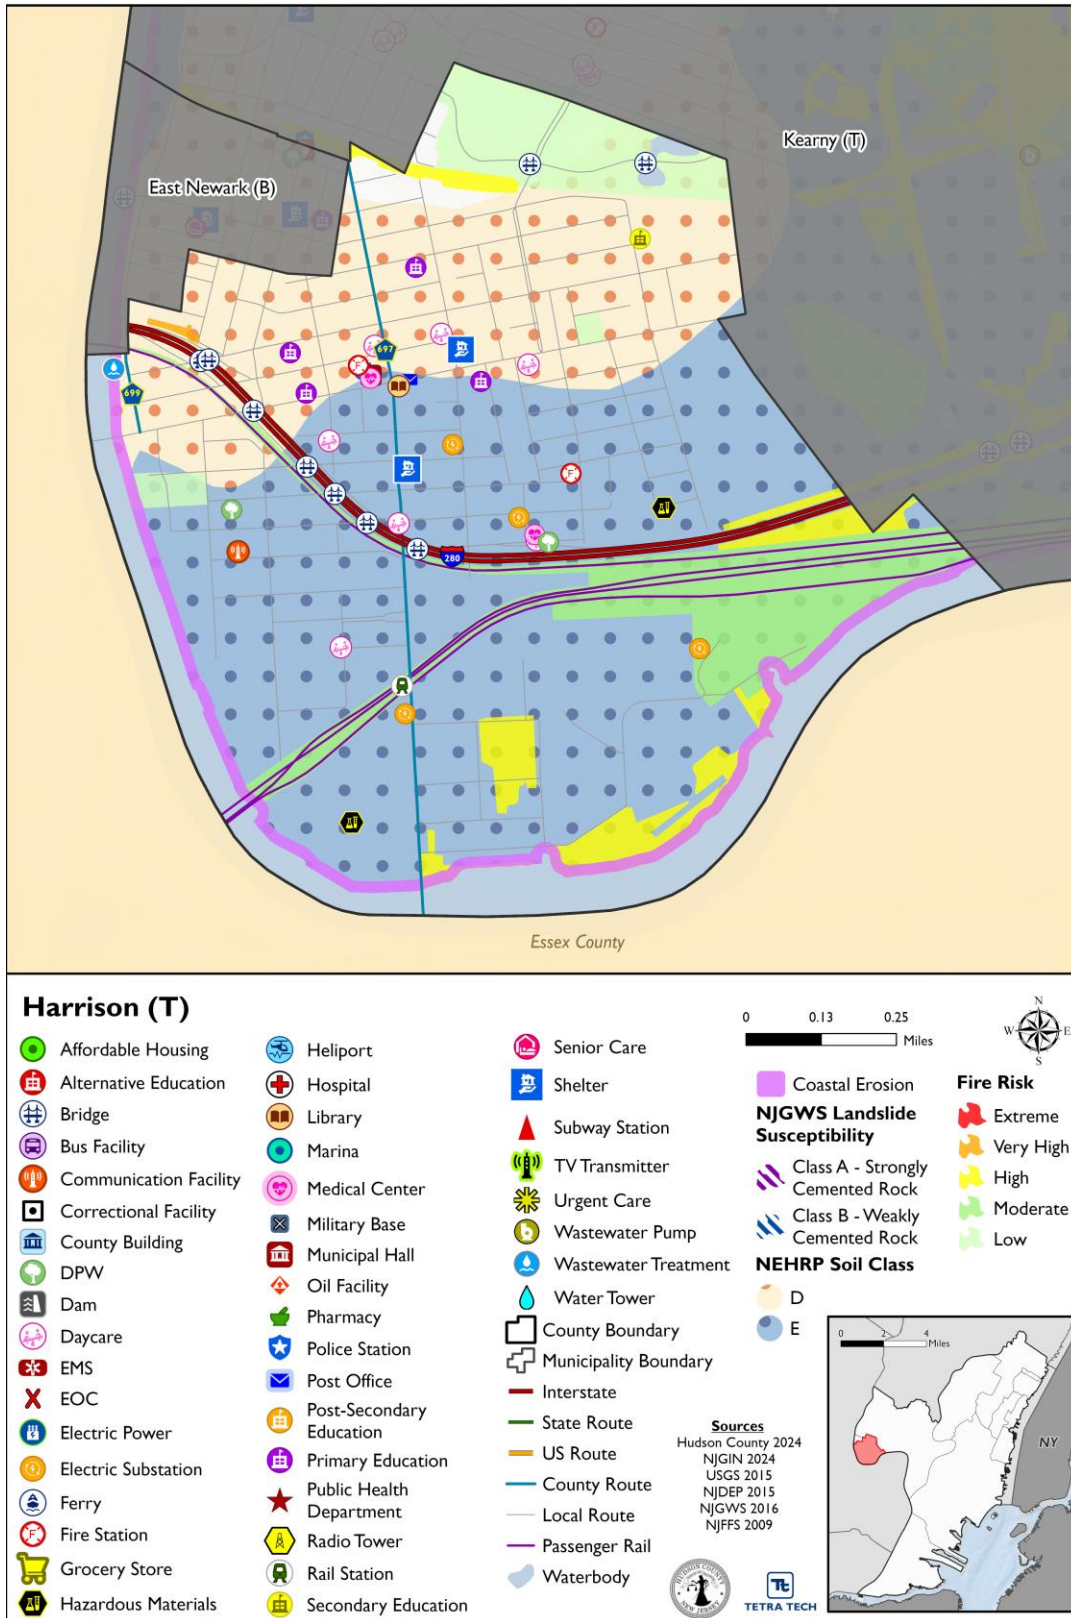 East Newark (B)
Kearny (T)
697
699
280
Essex County
Harrison (T)
Affordable Housing
Alternative Education
Bridge
Bus Facility
Communication Facility
Correctional Facility
County Building
DPW
Dam
Daycare
EMS
EOC
Electric Power
Electric Substation
Ferry
Fire Station
Grocery Store
Hazardous Materials
Heliport
Hospital
Library
Marina
Medical Center
Military Base
Municipal Hall
Oil Facility
Pharmacy
Police Station
Post Office
Post-Secondary
Education
Primary Education
Public Health
Department
Radio Tower
Rail Station
Secondary Education
Senior Care
Shelter
Subway Station
TV Transmitter
Urgent Care
Wastewater Pump
Wastewater Treatment
Water Tower
County Boundary
Municipality Boundary
Interstate
State Route
US Route
County Route
Local Route
Passenger Rail
Waterbody
0 0.13 0.25
Miles
N
W E
S
Coastal Erosion
NJGWS Landslide
Susceptibility
Class A - Strongly
Cemented Rock
Class B - Weakly
Cemented Rock
NEHRP Soil Class
D
E
Fire Risk
Extreme
Very High
High
Moderate
Low
Sources
Hudson County 2024
NJGIN 2024
USGS 2015
NJDEP 2015
NJGWS 2016
NJFFS 2009
HUDSON COUNTY
NEW JERSEY
Tt
TETRA TECH
0 2 4
Miles
NY